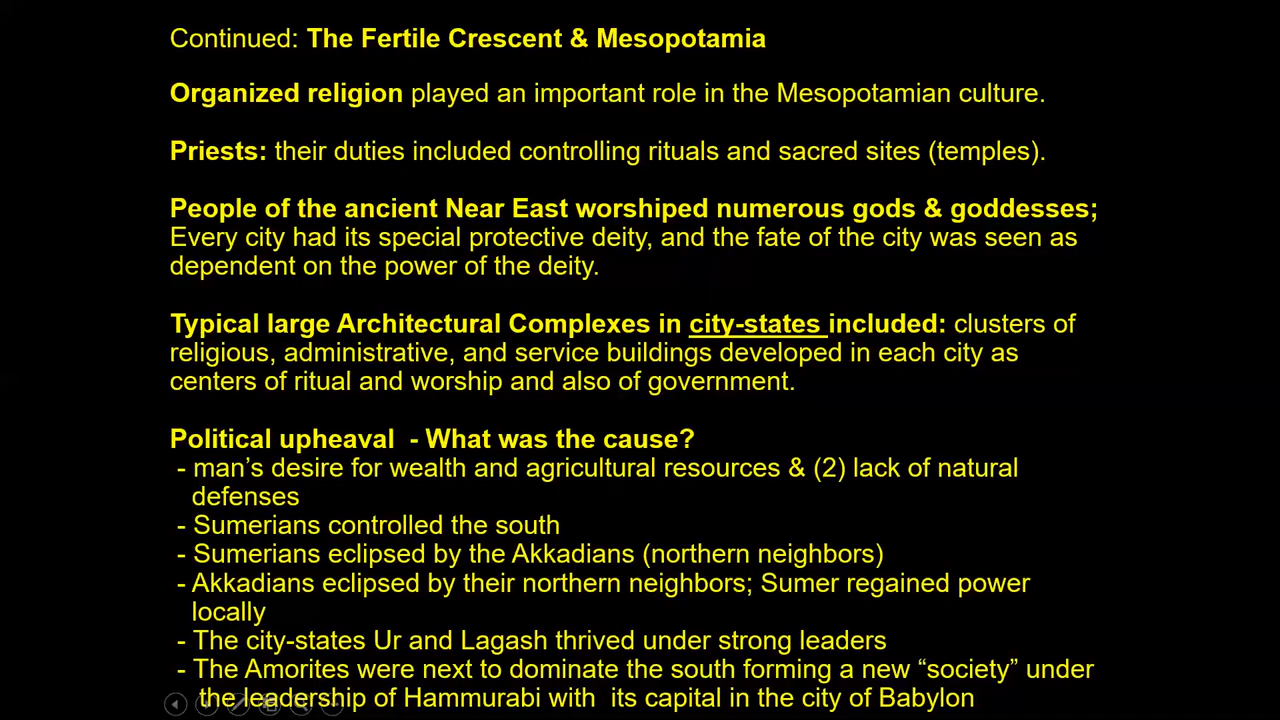 Continued: The Fertile Crescent & Mesopotamia
Organized religion played an important role in the Mesopotamian culture.
Priests: their duties included controlling rituals and sacred sites (temples).
People of the ancient Near East worshiped numerous gods & goddesses;
Every city had its special protective deity, and the fate of the city was seen as
dependent on the power of the deity.
Typical large Architectural Complexes in city-states included: clusters of
religious, administrative, and service buildings developed in each city as
centers of ritual and worship and also of government.
Political upheaval - What was the cause?
- man's desire for wealth and agricultural resources & (2) lack of natural
defenses
- Sumerians controlled the south
- Sumerians eclipsed by the Akkadians (northern neighbors)
- Akkadians eclipsed by their northern neighbors; Sumer regained power
locally
- The city-states Ur and Lagash thrived under strong leaders
- The Amorites were next to dominate the south forming a new “society” under
the leadership of Hammurabi with its capital in the city of Babylon